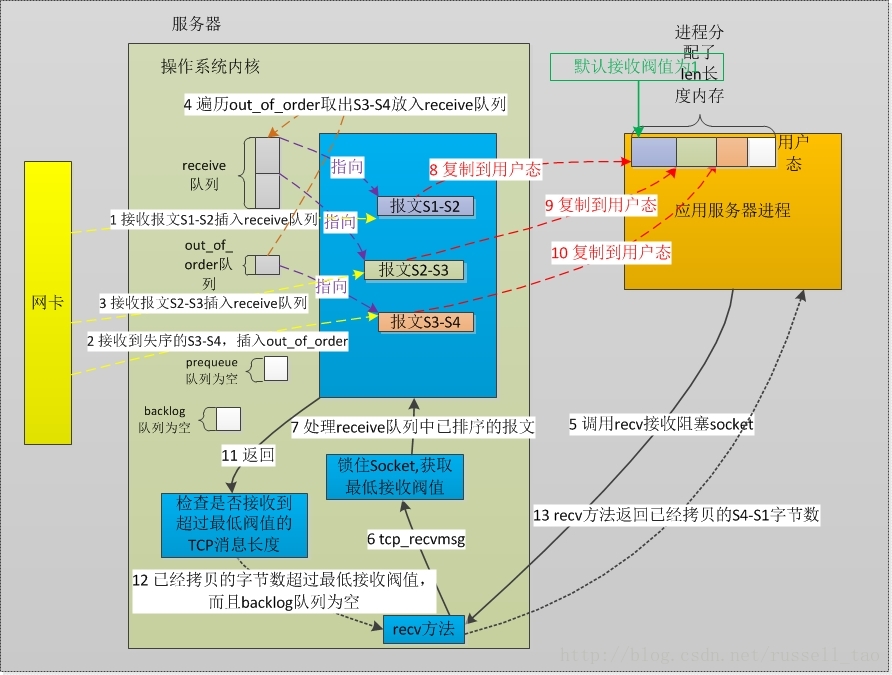 服务器
进程分
配了
len长
度内存
操作系统内核
默认接收阀值为1
4 遍历out_of_order取出S3-S4放入receive队列
用户
态
receive
队列
指向
8 复制到用户态
报文S1-S2
9 复制到用户态
应用服务器进程
1 接收报文S1-S2插入receive队列
指向
out_of_
order队
列
10 复制到用户态
报文S2-S3
指向
网卡
3 接收报文S2-S3插入receive队列
报文S3-S4
2 接收到失序的S3-S4，插入out_of_order
prequeue
队列为空
backlog
队列为空
7 处理receive队列中已排序的报文
5 调用recv接收阻塞socket
11 返回
锁住Socket,获取
最低接收阀值
检查是否接收到
超过最低阀值的
TCP消息长度
13 recv方法返回已经拷贝的S4-S1字节数
6 tcp_recvmsg
12 已经拷贝的字节数超过最低接收阀值，
而且backlog队列为空
recv方法
http://blog.csdn.net/russell_tao